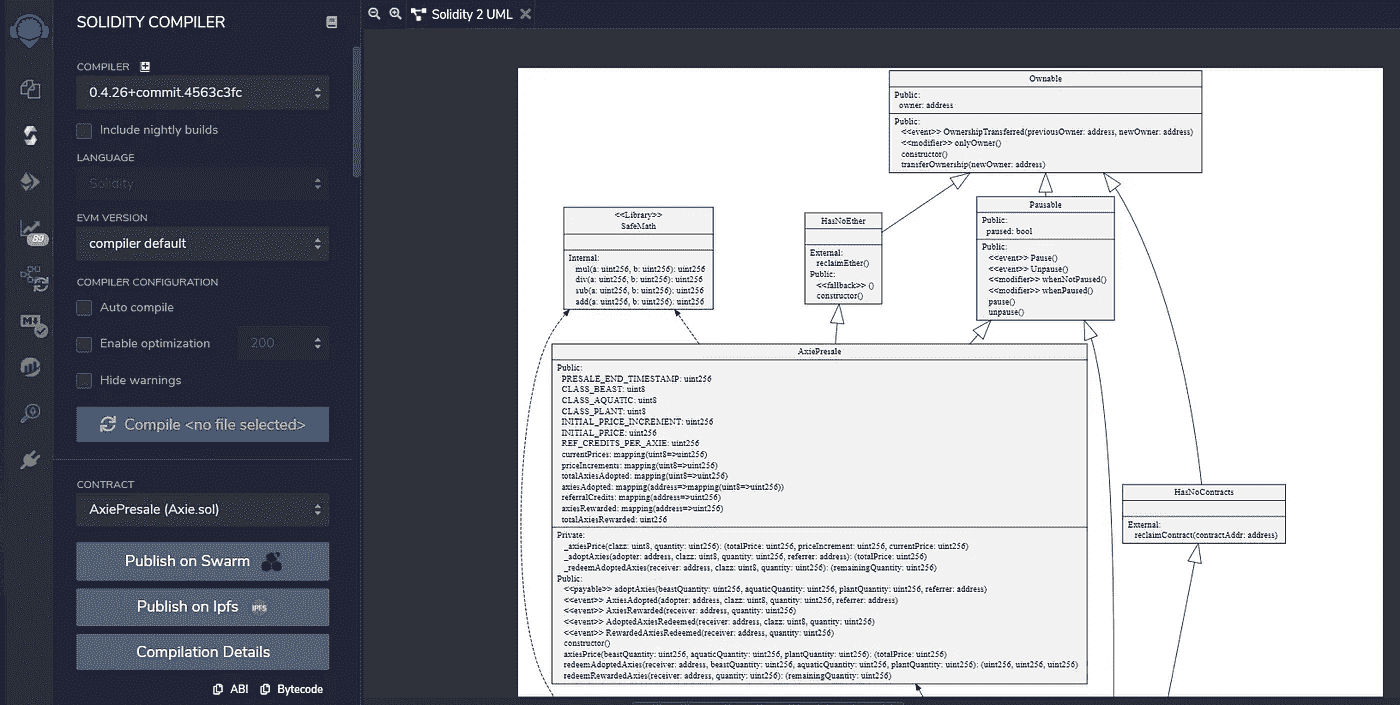 SOLIDITY COMPILER
COMPILER
0.4.26+commit.4563c3fc
Include nightly builds
LANGUAGE
Solidity
EVM VERSION
compiler default
COMPILER CONFIGURATION
Auto compile
Enable optimization 200
Hide warnings
Compile <no file selected>
CONTRACT
AxiePresale (Axie.sol)
Publish on Swarm
Publish on Ipfs IPFS
Compilation Details
ABI Bytecode
89
Solidity 2 UML
Ownable
Public:
owner: address
Public:
<<event>> OwnershipTransferred(previousOwner: address, newOwner: address)
<<modifier>> onlyOwner()
constructor()
transferOwnership(newOwner: address)
<<Library>>
SafeMath
Internal:
mul(a: uint256, b: uint256): uint256
div(a: uint256, b: uint256): uint256
sub(a: uint256, b: uint256): uint256
add(a: uint256, b: uint256): uint256
HasNoEther
External:
reclaimEther()
Public:
<<fallback>> ()
constructor()
Pausable
Public:
paused: bool
Public:
<<event>> Pause()
<<event>> Unpause()
<<modifier>> whenNotPaused()
<<modifier>> whenPaused()
pause()
unpause()
AxiePresale
Public:
PRESALE_END_TIMESTAMP: uint256
CLASS_BEAST: uint8
CLASS_AQUATIC: uint8
CLASS_PLANT: uint8
INITIAL_PRICE_INCREMENT: uint256
INITIAL_PRICE: uint256
REF_CREDITS_PER_AXIE: uint256
currentPrices: mapping(uint8=>uint256)
priceIncrements: mapping(uint8=>uint256)
totalAxiesAdopted: mapping(uint8=>uint256)
axiesAdopted: mapping(address=>mapping(uint8=>uint256))
referralCredits: mapping(address=>uint256)
axiesRewarded: mapping(address=>uint256)
totalAxiesRewarded: uint256
Private:
_axiesPrice(clazz: uint8, quantity: uint256): (totalPrice: uint256, priceIncrement: uint256, currentPrice: uint256)
_adoptAxies(adopter: address, clazz: uint8, quantity: uint256, referrer: address): (totalPrice: uint256)
_redeemAdoptedAxies(receiver: address, clazz: uint8, quantity: uint256): (remainingQuantity: uint256)
Public:
<<payable>> adoptAxies(beastQuantity: uint256, aquaticQuantity: uint256, plantQuantity: uint256, referrer: address)
<<event>> AxiesAdopted(adopter: address, clazz: uint8, quantity: uint256, referrer: address)
<<event>> AxiesRewarded(receiver: address, quantity: uint256)
<<event>> AdoptedAxiesRedeemed(receiver: address, clazz: uint8, quantity: uint256)
<<event>> RewardedAxiesRedeemed(receiver: address, quantity: uint256)
constructor()
axiesPrice(beastQuantity: uint256, aquaticQuantity: uint256, plantQuantity: uint256): (totalPrice: uint256)
redeemAdoptedAxies(receiver: address, beastQuantity: uint256, aquaticQuantity: uint256, plantQuantity: uint256): (uint256, uint256, uint256)
redeemRewardedAxies(receiver: address, quantity: uint256): (remainingQuantity: uint256)
HasNoContracts
External:
reclaimContract(contractAddr: address)